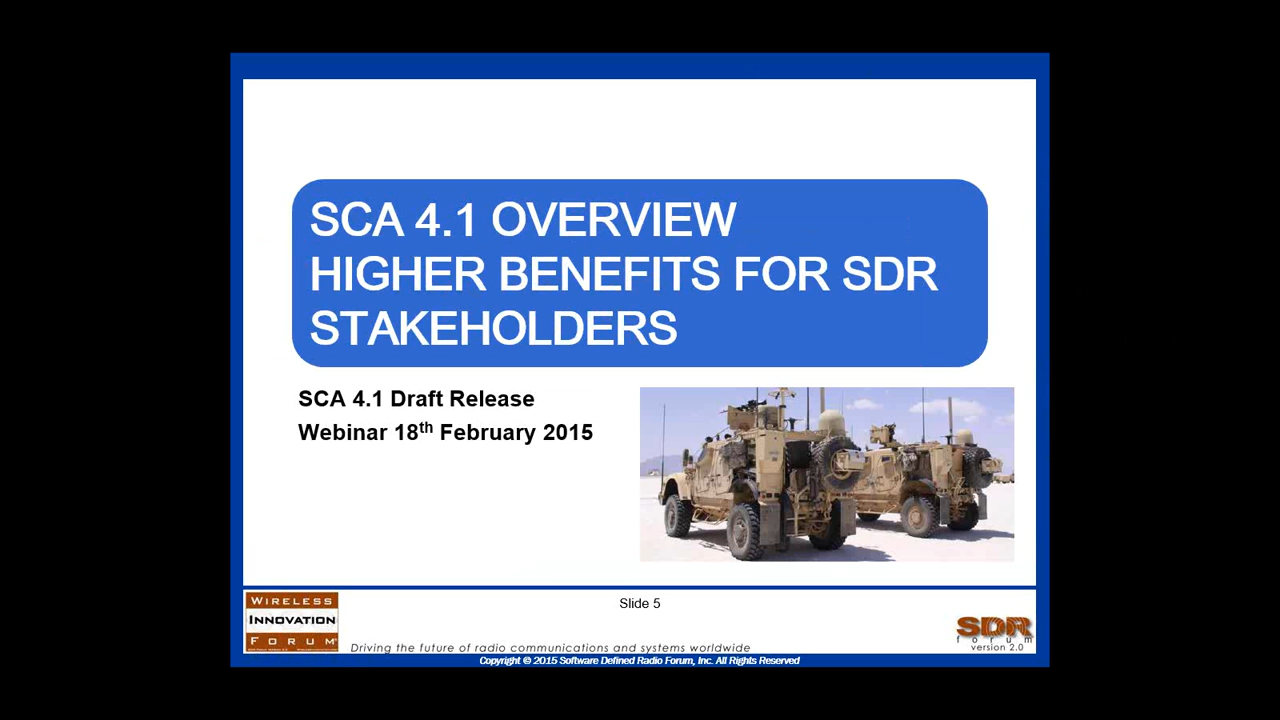 SCA 4.1 OVERVIEW
HIGHER BENEFITS FOR SDR
STAKEHOLDERS
SCA 4.1 Draft Release
Webinar 18th February 2015
Slide 5
WIRELESS
INNOVATION
FORUM
SDR
forum
version 2.0
Driving the future of radio communications and systems worldwide
Copyright © 2015 Software Defined Radio Forum, Inc. All Rights Reserved